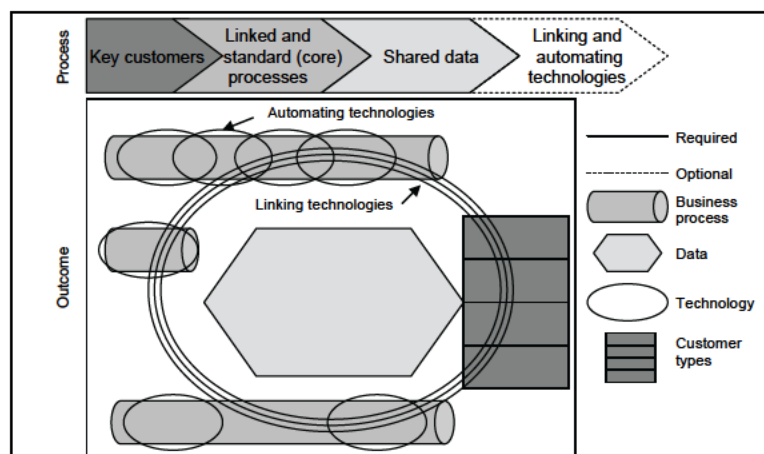 Process
Key customers
Linked and
standard (core)
processes
Shared data
Linking and
automating
technologies
Outcome
Automating technologies
Linking technologies
Required
Optional
Business
process
Data
Technology
Customer
types